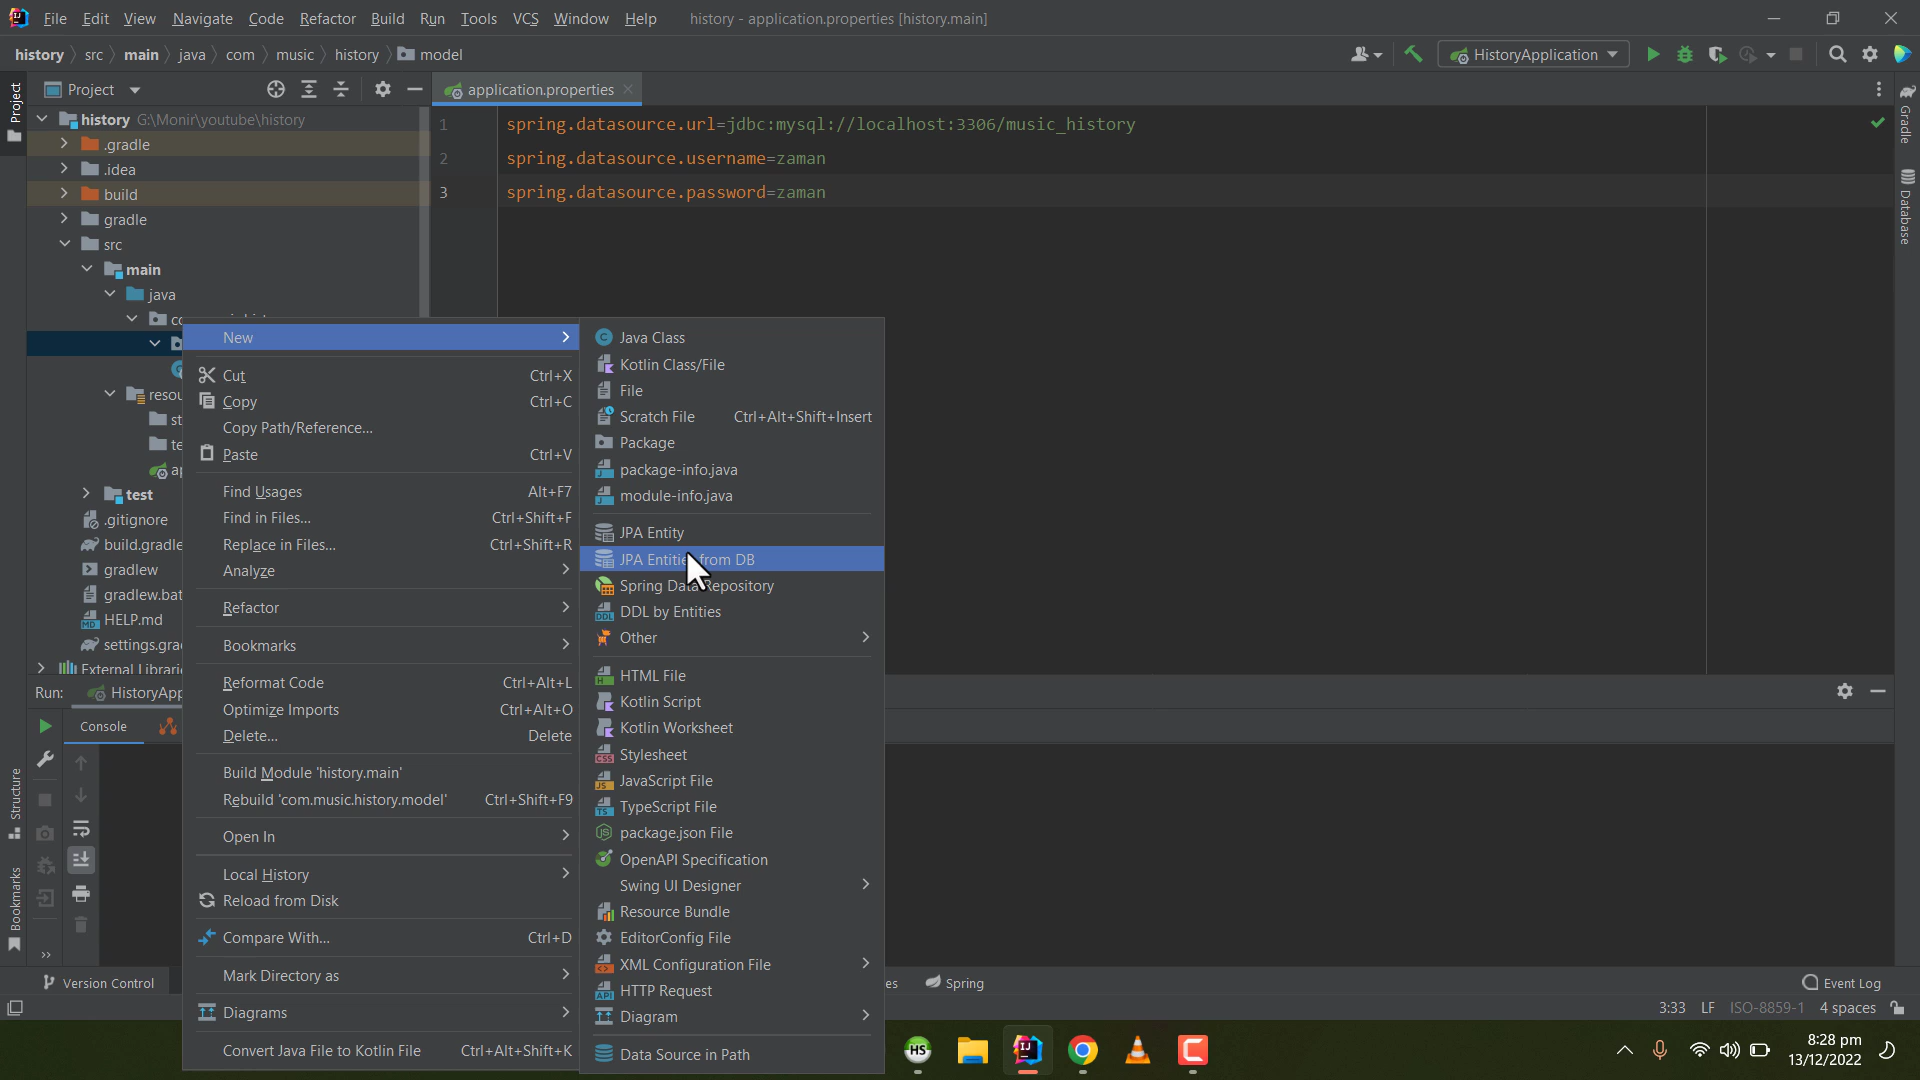 File Edit View Navigate Code Refactor Build Run Tools VCS Window Help history - application.properties [history.main]
history src main java com music history model HistoryApplication
Project application.properties
Project
history G:\Monir\youtube\history
.gradle
.idea
build
gradle
src
main
java
test
.gitignore
build.gradle
gradlew
gradlew.bat
HELP.md
1 spring.datasource.url=jdbc:mysql://localhost:3306/music_history
2 spring.datasource.username=zaman
3 spring.datasource.password=zaman
Gradle
Database
New
Cut Ctrl+X
Copy Ctrl+C
Copy Path/Reference...
Paste Ctrl+V
Find Usages Alt+F7
Find in Files... Ctrl+Shift+F
Replace in Files... Ctrl+Shift+R
Analyze
Refactor
Bookmarks
Reformat Code Ctrl+Alt+L
Optimize Imports Ctrl+Alt+O
Delete... Delete
Build Module 'history.main'
Rebuild 'com.music.history.model' Ctrl+Shift+F9
Open In
Local History
Reload from Disk
Compare With... Ctrl+D
Mark Directory as
Diagrams
Convert Java File to Kotlin File Ctrl+Alt+Shift+K
Java Class
Kotlin Class/File
File
Scratch File Ctrl+Alt+Shift+Insert
Package
package-info.java
module-info.java
JPA Entity
JPA Entities from DB
Spring Data Repository
DDL by Entities
Other
HTML File
Kotlin Script
Kotlin Worksheet
Stylesheet
JavaScript File
TypeScript File
package.json File
OpenAPI Specification
Swing UI Designer
Resource Bundle
EditorConfig File
XML Configuration File
HTTP Request
Diagram
Data Source in Path
Run: HistoryApp
Console
Structure
Bookmarks
Version Control Spring Event Log
3:33 LF ISO-8859-1 4 spaces
8:28 pm
13/12/2022